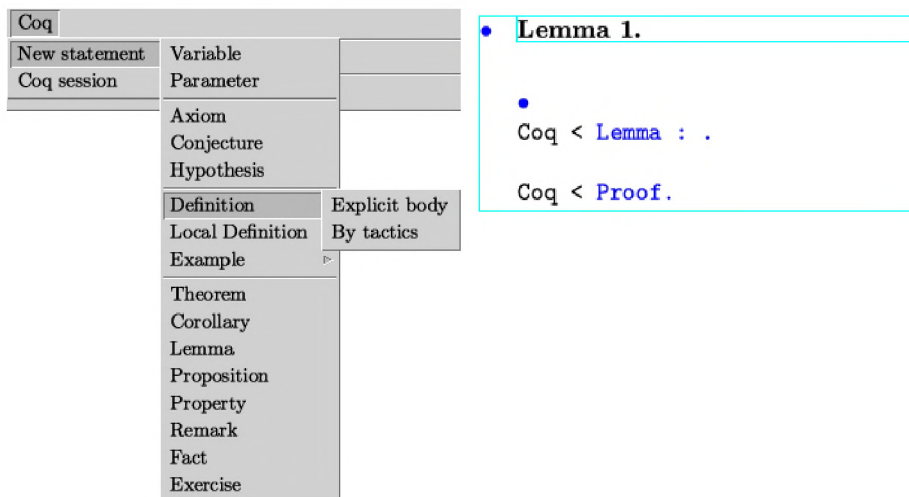 Coq
New statement
Coq session
Variable
Parameter
Axiom
Conjecture
Hypothesis
Definition
Local Definition
Example
Theorem
Corollary
Lemma
Proposition
Property
Remark
Fact
Exercise
Explicit body
By tactics
Lemma 1.
Coq < Lemma : .
Coq < Proof.